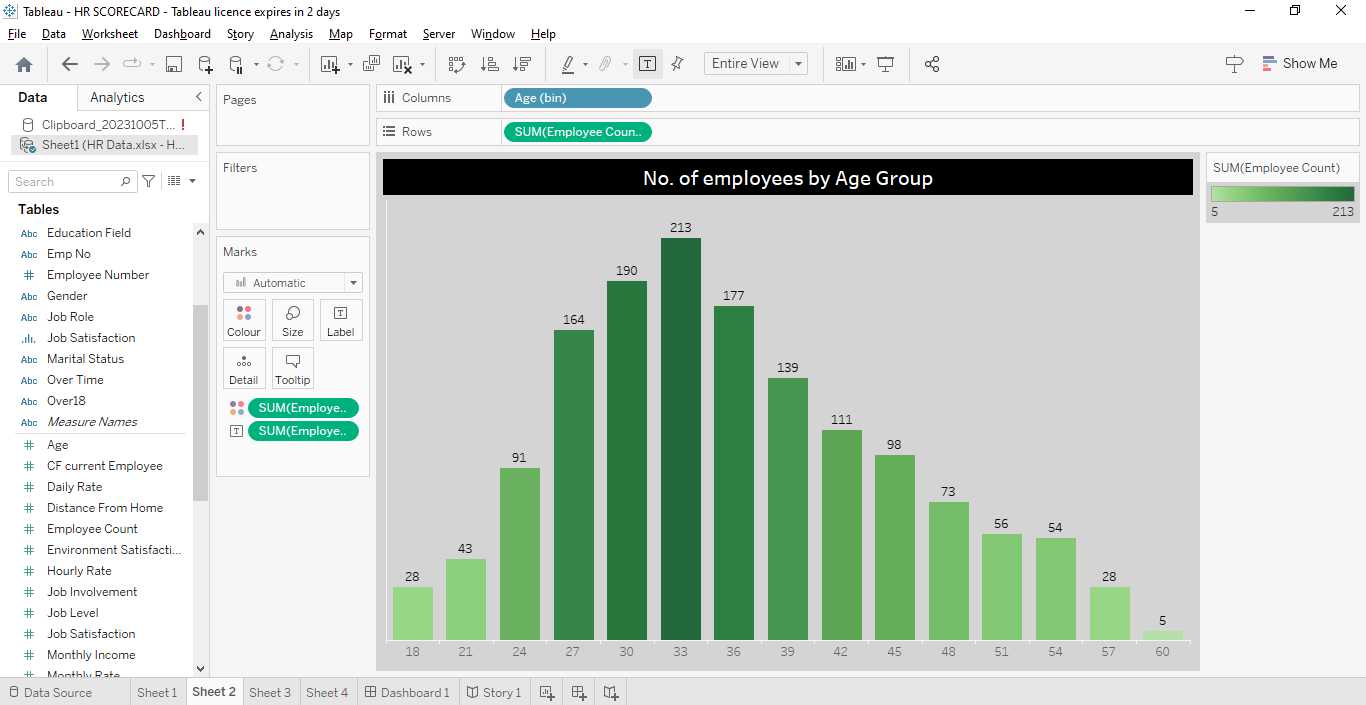 Tableau - HR SCORECARD - Tableau licence expires in 2 days
File Data Worksheet Dashboard Story Analysis Map Format Server Window Help
Entire View
Show Me
Data Analytics
Clipboard_20231005T... !
Sheet1 (HR Data.xlsx - H...
Search
Tables
Abc Education Field
Abc Emp No
# Employee Number
Abc Gender
Abc Job Role
Job Satisfaction
Abc Marital Status
Abc Over Time
Abc Over18
Abc Measure Names
# Age
# CF current Employee
# Daily Rate
# Distance From Home
# Employee Count
# Environment Satisfacti...
# Hourly Rate
# Job Involvement
# Job Level
# Job Satisfaction
# Monthly Income
# Monthly Rate
Pages
Filters
Marks
Automatic
Colour Size T Label
Detail Tooltip
SUM(Employe..
T SUM(Employe..
Columns Age (bin)
Rows SUM(Employee Coun..
No. of employees by Age Group
28 43 91 164 190 213 177 139 111 98 73 56 54 28 5
18 21 24 27 30 33 36 39 42 45 48 51 54 57 60
SUM(Employee Count)
5 213
Data Source Sheet 1 Sheet 2 Sheet 3 Sheet 4 Dashboard 1 Story 1